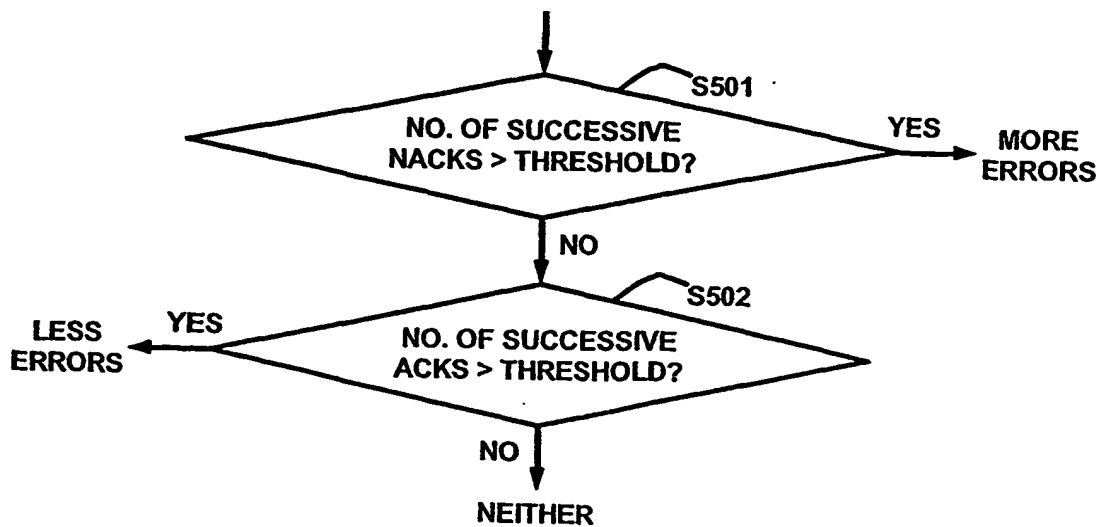 S501
NO. OF SUCCESSIVE
NACKS > THRESHOLD?
YES
MORE
ERRORS
NO
S502
NO. OF SUCCESSIVE
ACKS > THRESHOLD?
YES
LESS
ERRORS
NO
NEITHER